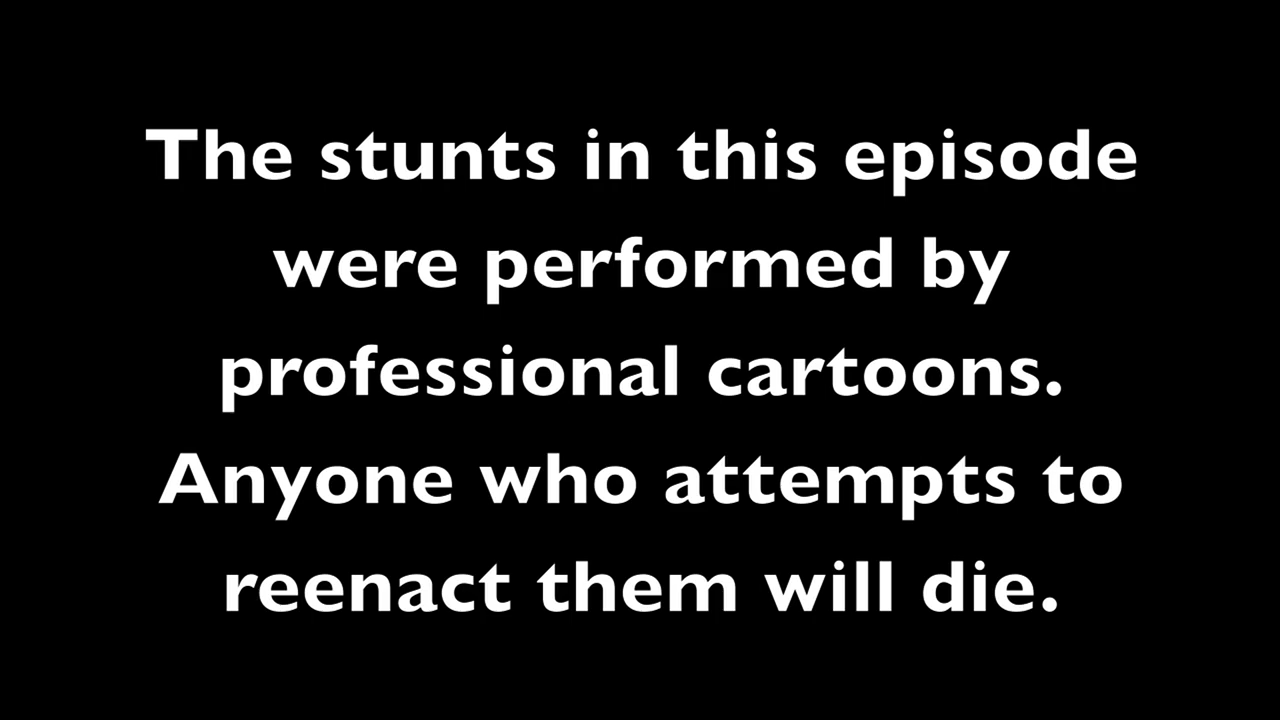 The stunts in this episode
were performed by
professional cartoons.
Anyone who attempts to
reenact them will die.